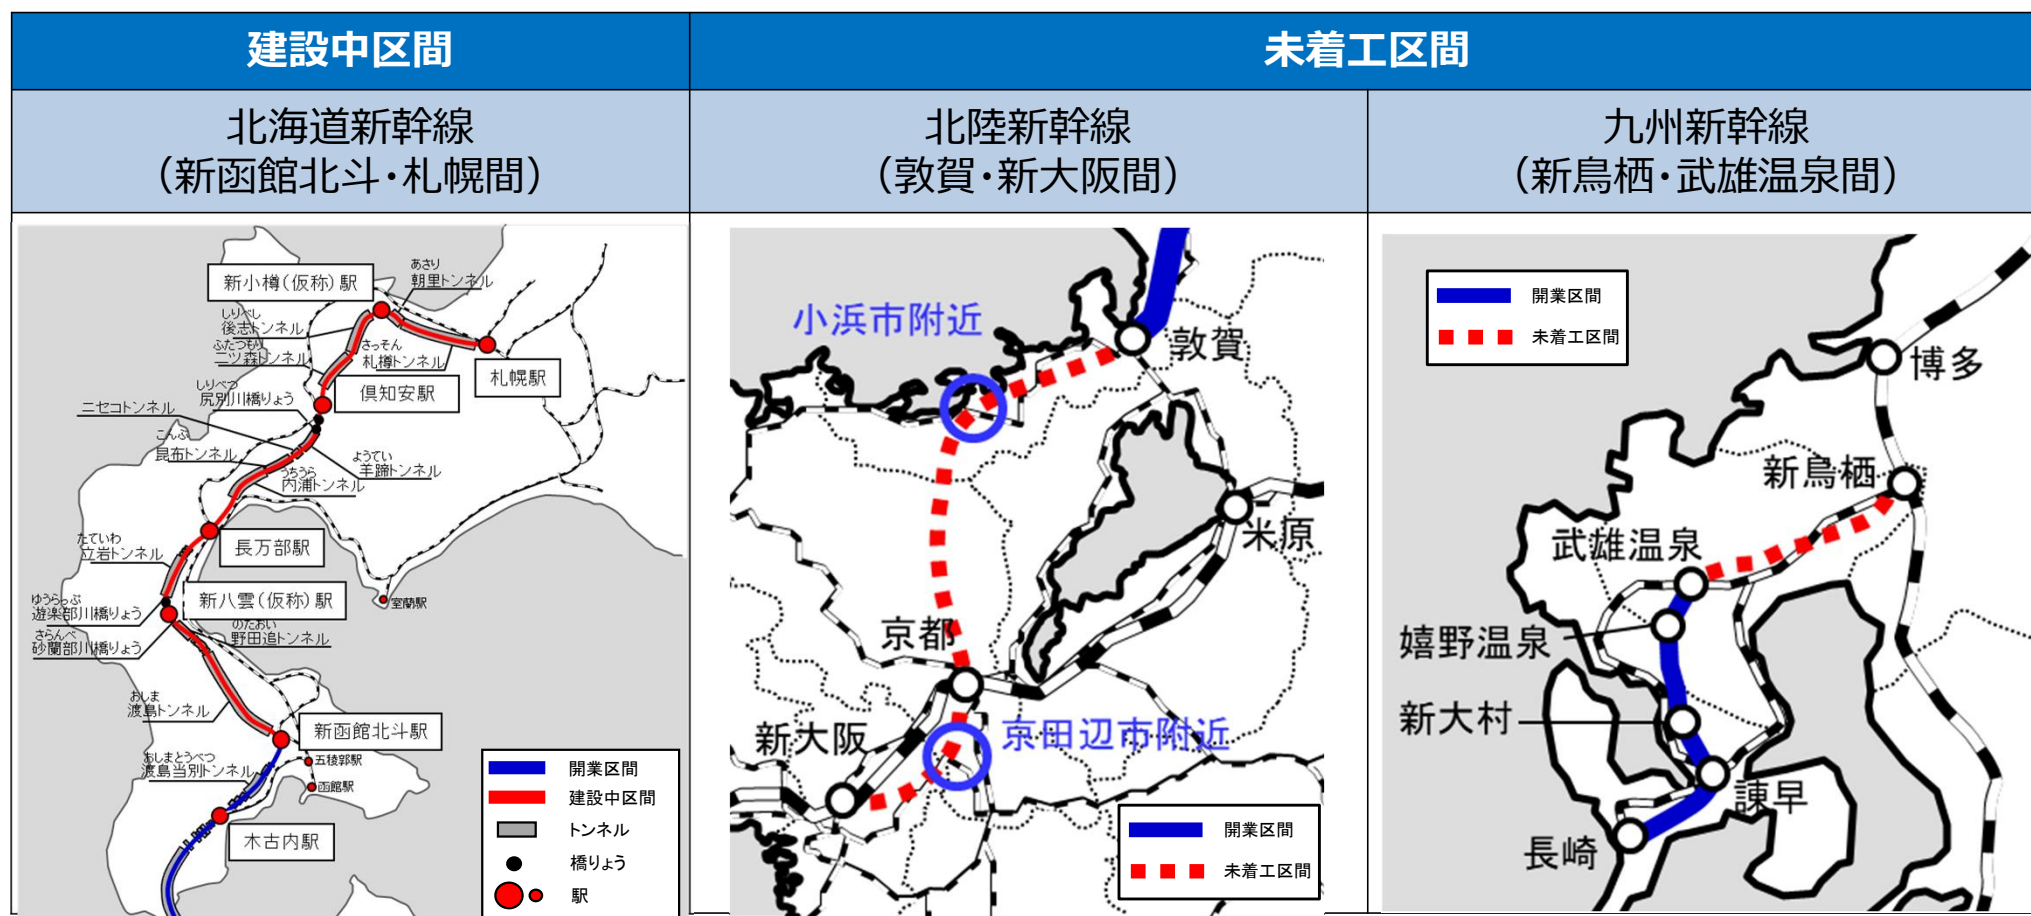 建設中区間
未着工区間
北海道新幹線
（新函館北斗・札幌間）
北陸新幹線
（敦賀・新大阪間）
九州新幹線
（新鳥栖・武雄温泉間）
あさり
朝里トンネル
新小樽（仮称）駅
しりべし
後志トンネル
ふたつもり
二ツ森トンネル
さっそん
札樽トンネル
札幌駅
しりべつ
尻別川橋りょう
倶知安駅
ニセコトンネル
こんぶ
昆布トンネル
ようてい
羊蹄トンネル
うちうら
内浦トンネル
長万部駅
たていわ
立岩トンネル
新八雲（仮称）駅
室蘭駅
ゆうらっぷ
遊楽部川橋りょう
さらんべ
砂蘭部川橋りょう
のたおい
野田追トンネル
おしま
渡島トンネル
新函館北斗駅
おしまとうべつ
渡島当別トンネル
五稜郭駅
函館駅
木古内駅
開業区間
建設中区間
トンネル
橋りょう
駅
小浜市附近
敦賀
米原
京都
新大阪
京田辺市附近
開業区間
未着工区間
開業区間
未着工区間
博多
新鳥栖
武雄温泉
嬉野温泉
新大村
諫早
長崎